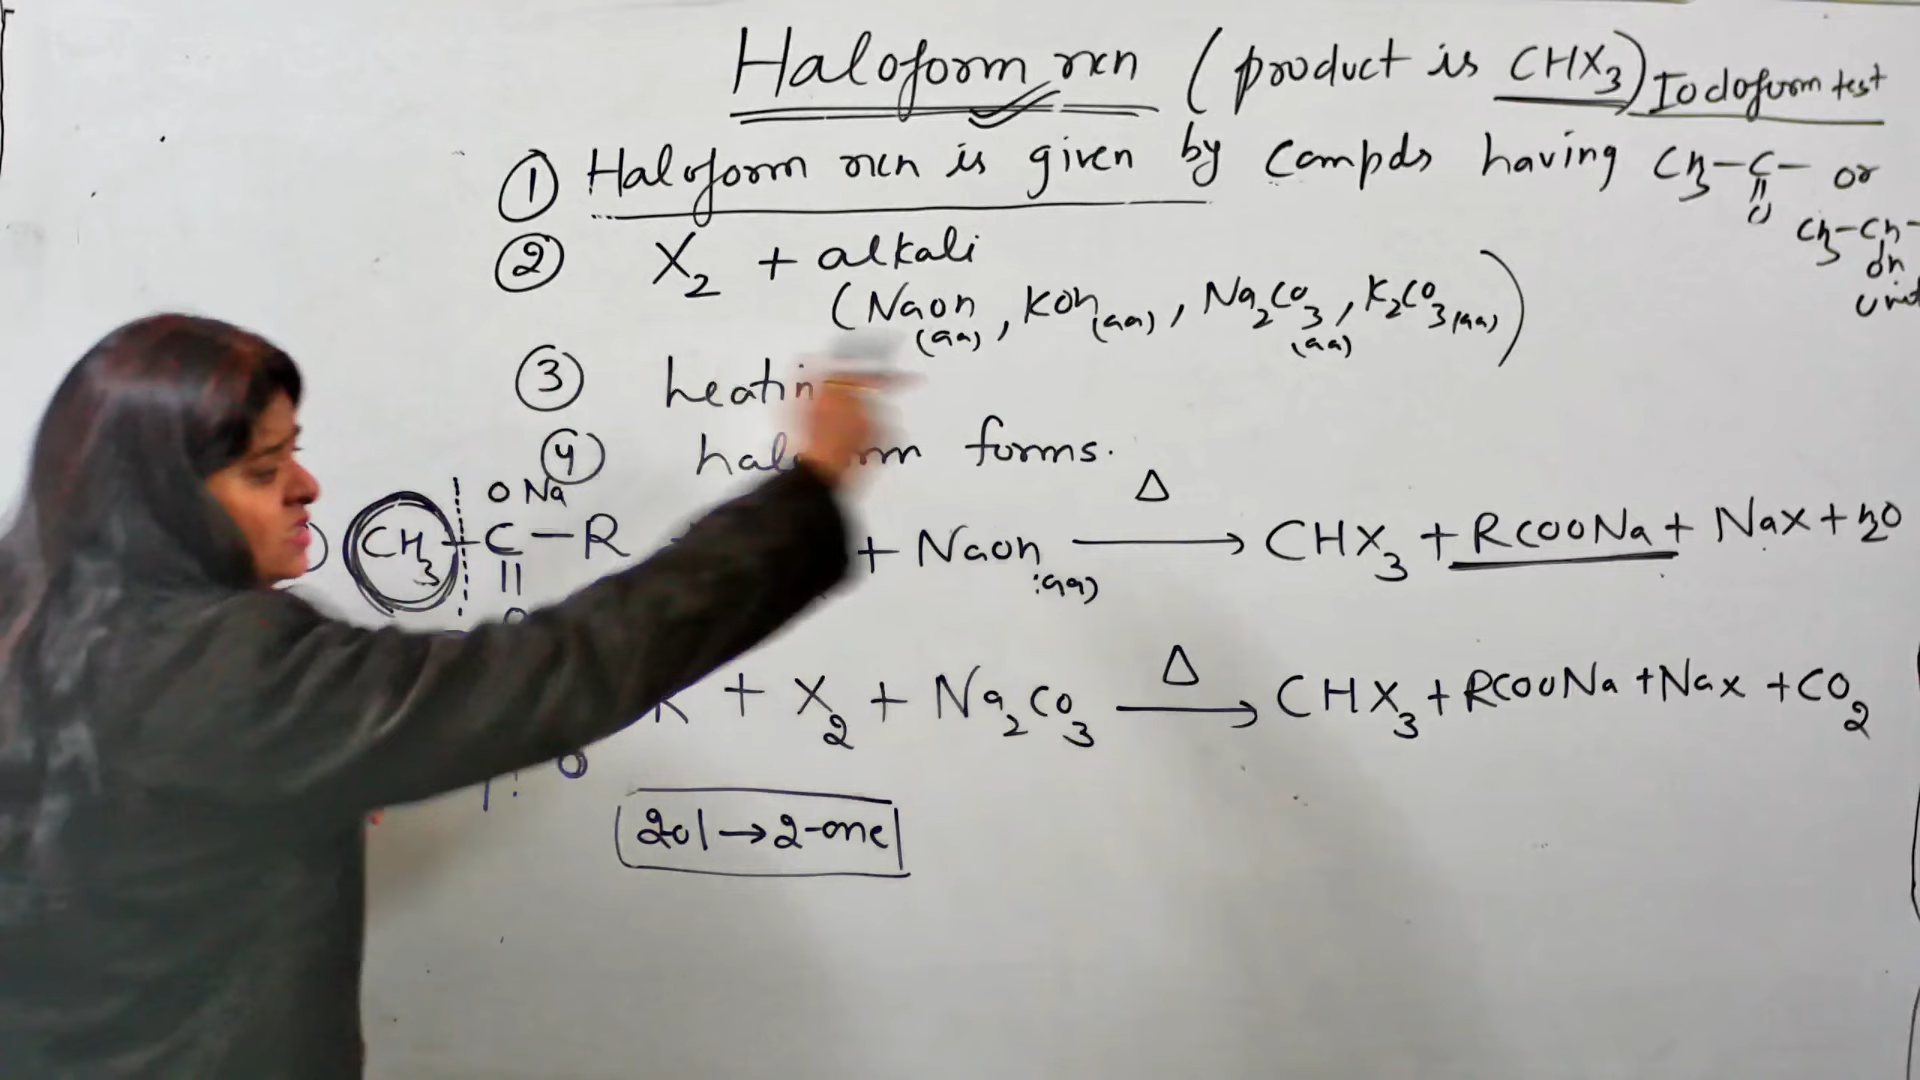 Haloform rxn (product is CHX3) Iodoform test
① Haloform rxn is given by Compds having CH3-C- or
|| O
CH3-CH-
OH
unit
② X2 + alkali
(NaOH(aq), KOH(aq), Na2CO3(aq), K2CO3(aq))
③ heatin
④ forms.
O Na
CH3 + C - R + NaOH(aq) Δ → CHX3 + RCOONa + NaX + H2O
|| O
R + X2 + Na2CO3 Δ → CHX3 + RCOONa + NaX + CO2
O
2ol → 2-one